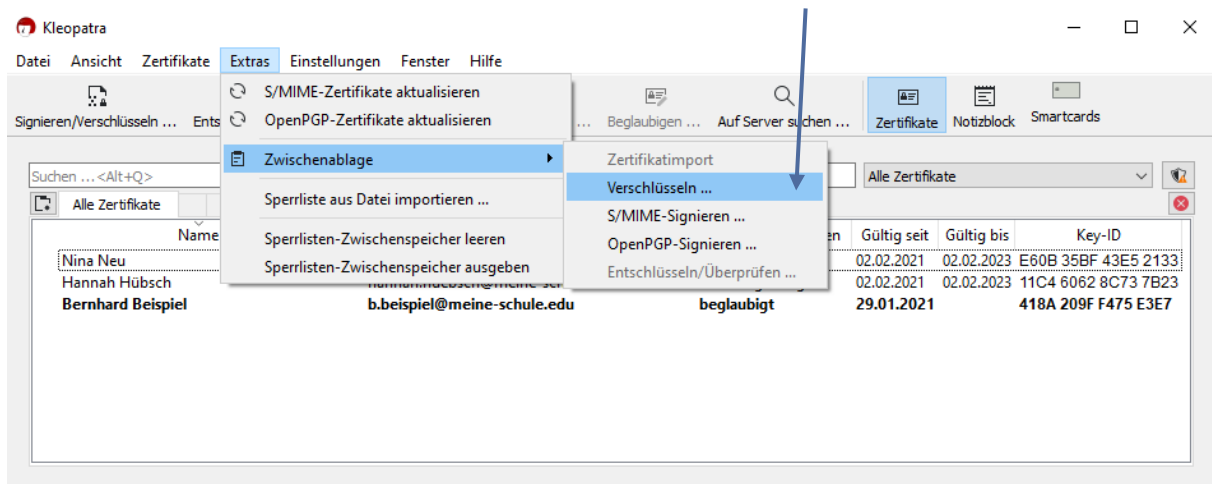 Kleopatra
Datei Ansicht Zertifikate Extras Einstellungen Fenster Hilfe
S/MIME-Zertifikate aktualisieren
OpenPGP-Zertifikate aktualisieren
Signieren/Verschlüsseln ... Ents ... Beglaubigen ... Auf Server suchen ... Zertifikate Notizblock Smartcards
Zwischenablage
Zertifikatimport
Verschlüsseln ...
S/MIME-Signieren ...
OpenPGP-Signieren ...
Entschlüsseln/Überprüfen ...
Sperrliste aus Datei importieren ...
Sperrlisten-Zwischenspeicher leeren
Sperrlisten-Zwischenspeicher ausgeben
Suchen ...<Alt+Q> Alle Zertifikate
Alle Zertifikate
Name en Gültig seit Gültig bis Key-ID
Nina Neu 02.02.2021 02.02.2023 E60B 35BF 43E5 2133
Hannah Hübsch 02.02.2021 02.02.2023 11C4 6062 8C73 7B23
Bernhard Beispiel b.beispiel@meine-schule.edu beglaubigt 29.01.2021 418A 209F F475 E3E7